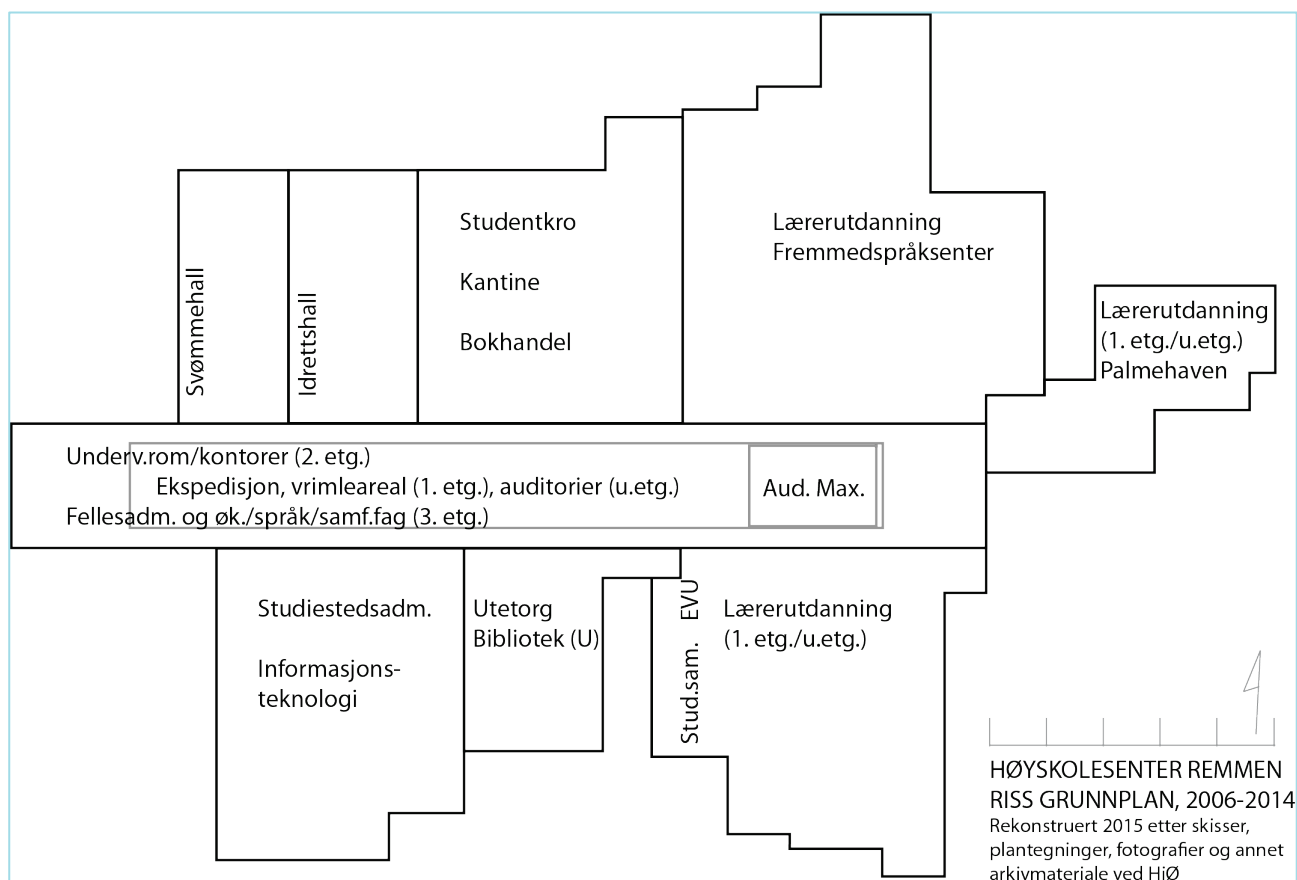 Svømmehall
Idrettshall
Studentkro
Kantine
Bokhandel
Lærerutdanning
Fremmedspråksenter
Lærerutdanning
(1. etg./u.etg.)
Palmehaven
Underv.rom/kontorer (2. etg.)
Ekspedisjon, vrimleareal (1. etg.), auditorier (u.etg.)
Fellesadm. og øk./språk/samf.fag (3. etg.)
Aud. Max.
Studiestedsadm.
Informasjons-
teknologi
Utetorg
Bibliotek (U)
Stud.sam. EVU
Lærerutdanning
(1. etg./u.etg.)
HØYSKOLESENTER REMMEN
RISS GRUNNPLAN, 2006-2014
Rekonstruert 2015 etter skisser,
plantegninger, fotografier og annet
arkivmateriale ved HiØ